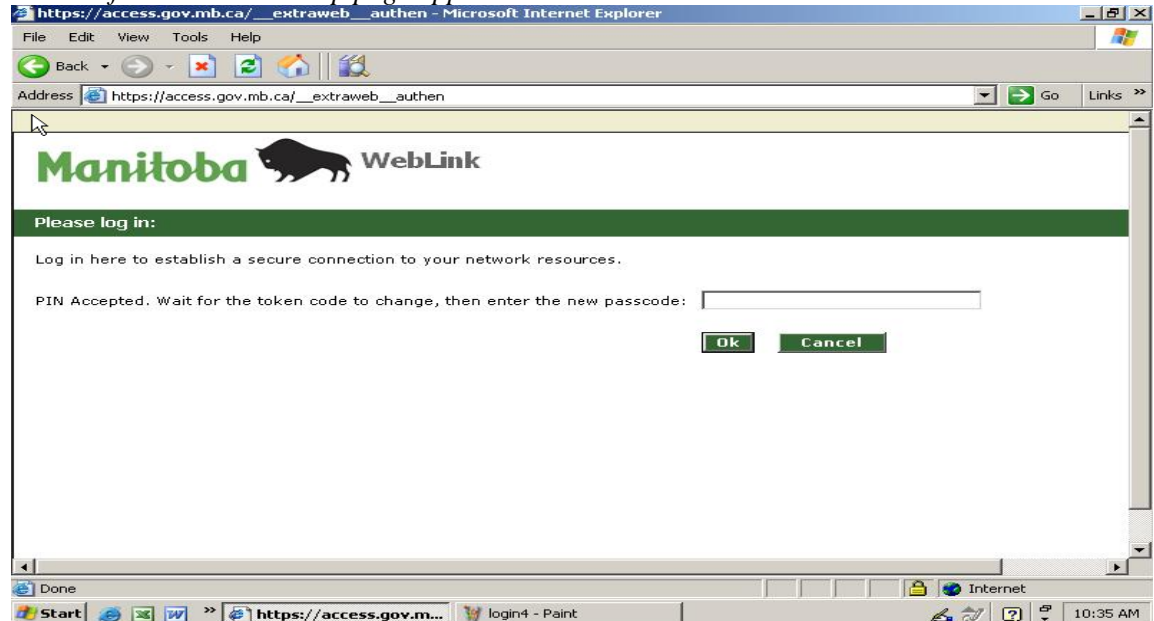 https://access.gov.mb.ca/__extraweb__authen - Microsoft Internet Explorer
File Edit View Tools Help
Back
Address https://access.gov.mb.ca/__extraweb__authen Go Links »
Manitoba WebLink
Please log in:
Log in here to establish a secure connection to your network resources.
PIN Accepted. Wait for the token code to change, then enter the new passcode:
Ok Cancel
Done Internet
Start » https://access.gov.m... login4 - Paint 10:35 AM